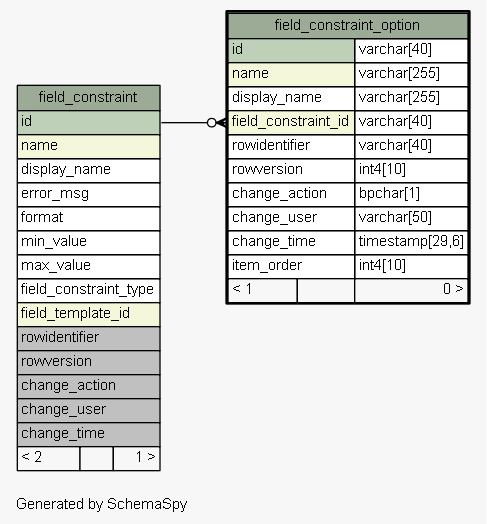 field_constraint_option
id varchar[40]
name varchar[255]
display_name varchar[255]
field_constraint_id varchar[40]
rowidentifier varchar[40]
rowversion int4[10]
change_action bpchar[1]
change_user varchar[50]
change_time timestamp[29,6]
item_order int4[10]
< 1 0 >
field_constraint
id
name
display_name
error_msg
format
min_value
max_value
field_constraint_type
field_template_id
rowidentifier
rowversion
change_action
change_user
change_time
< 2 1 >
Generated by SchemaSpy